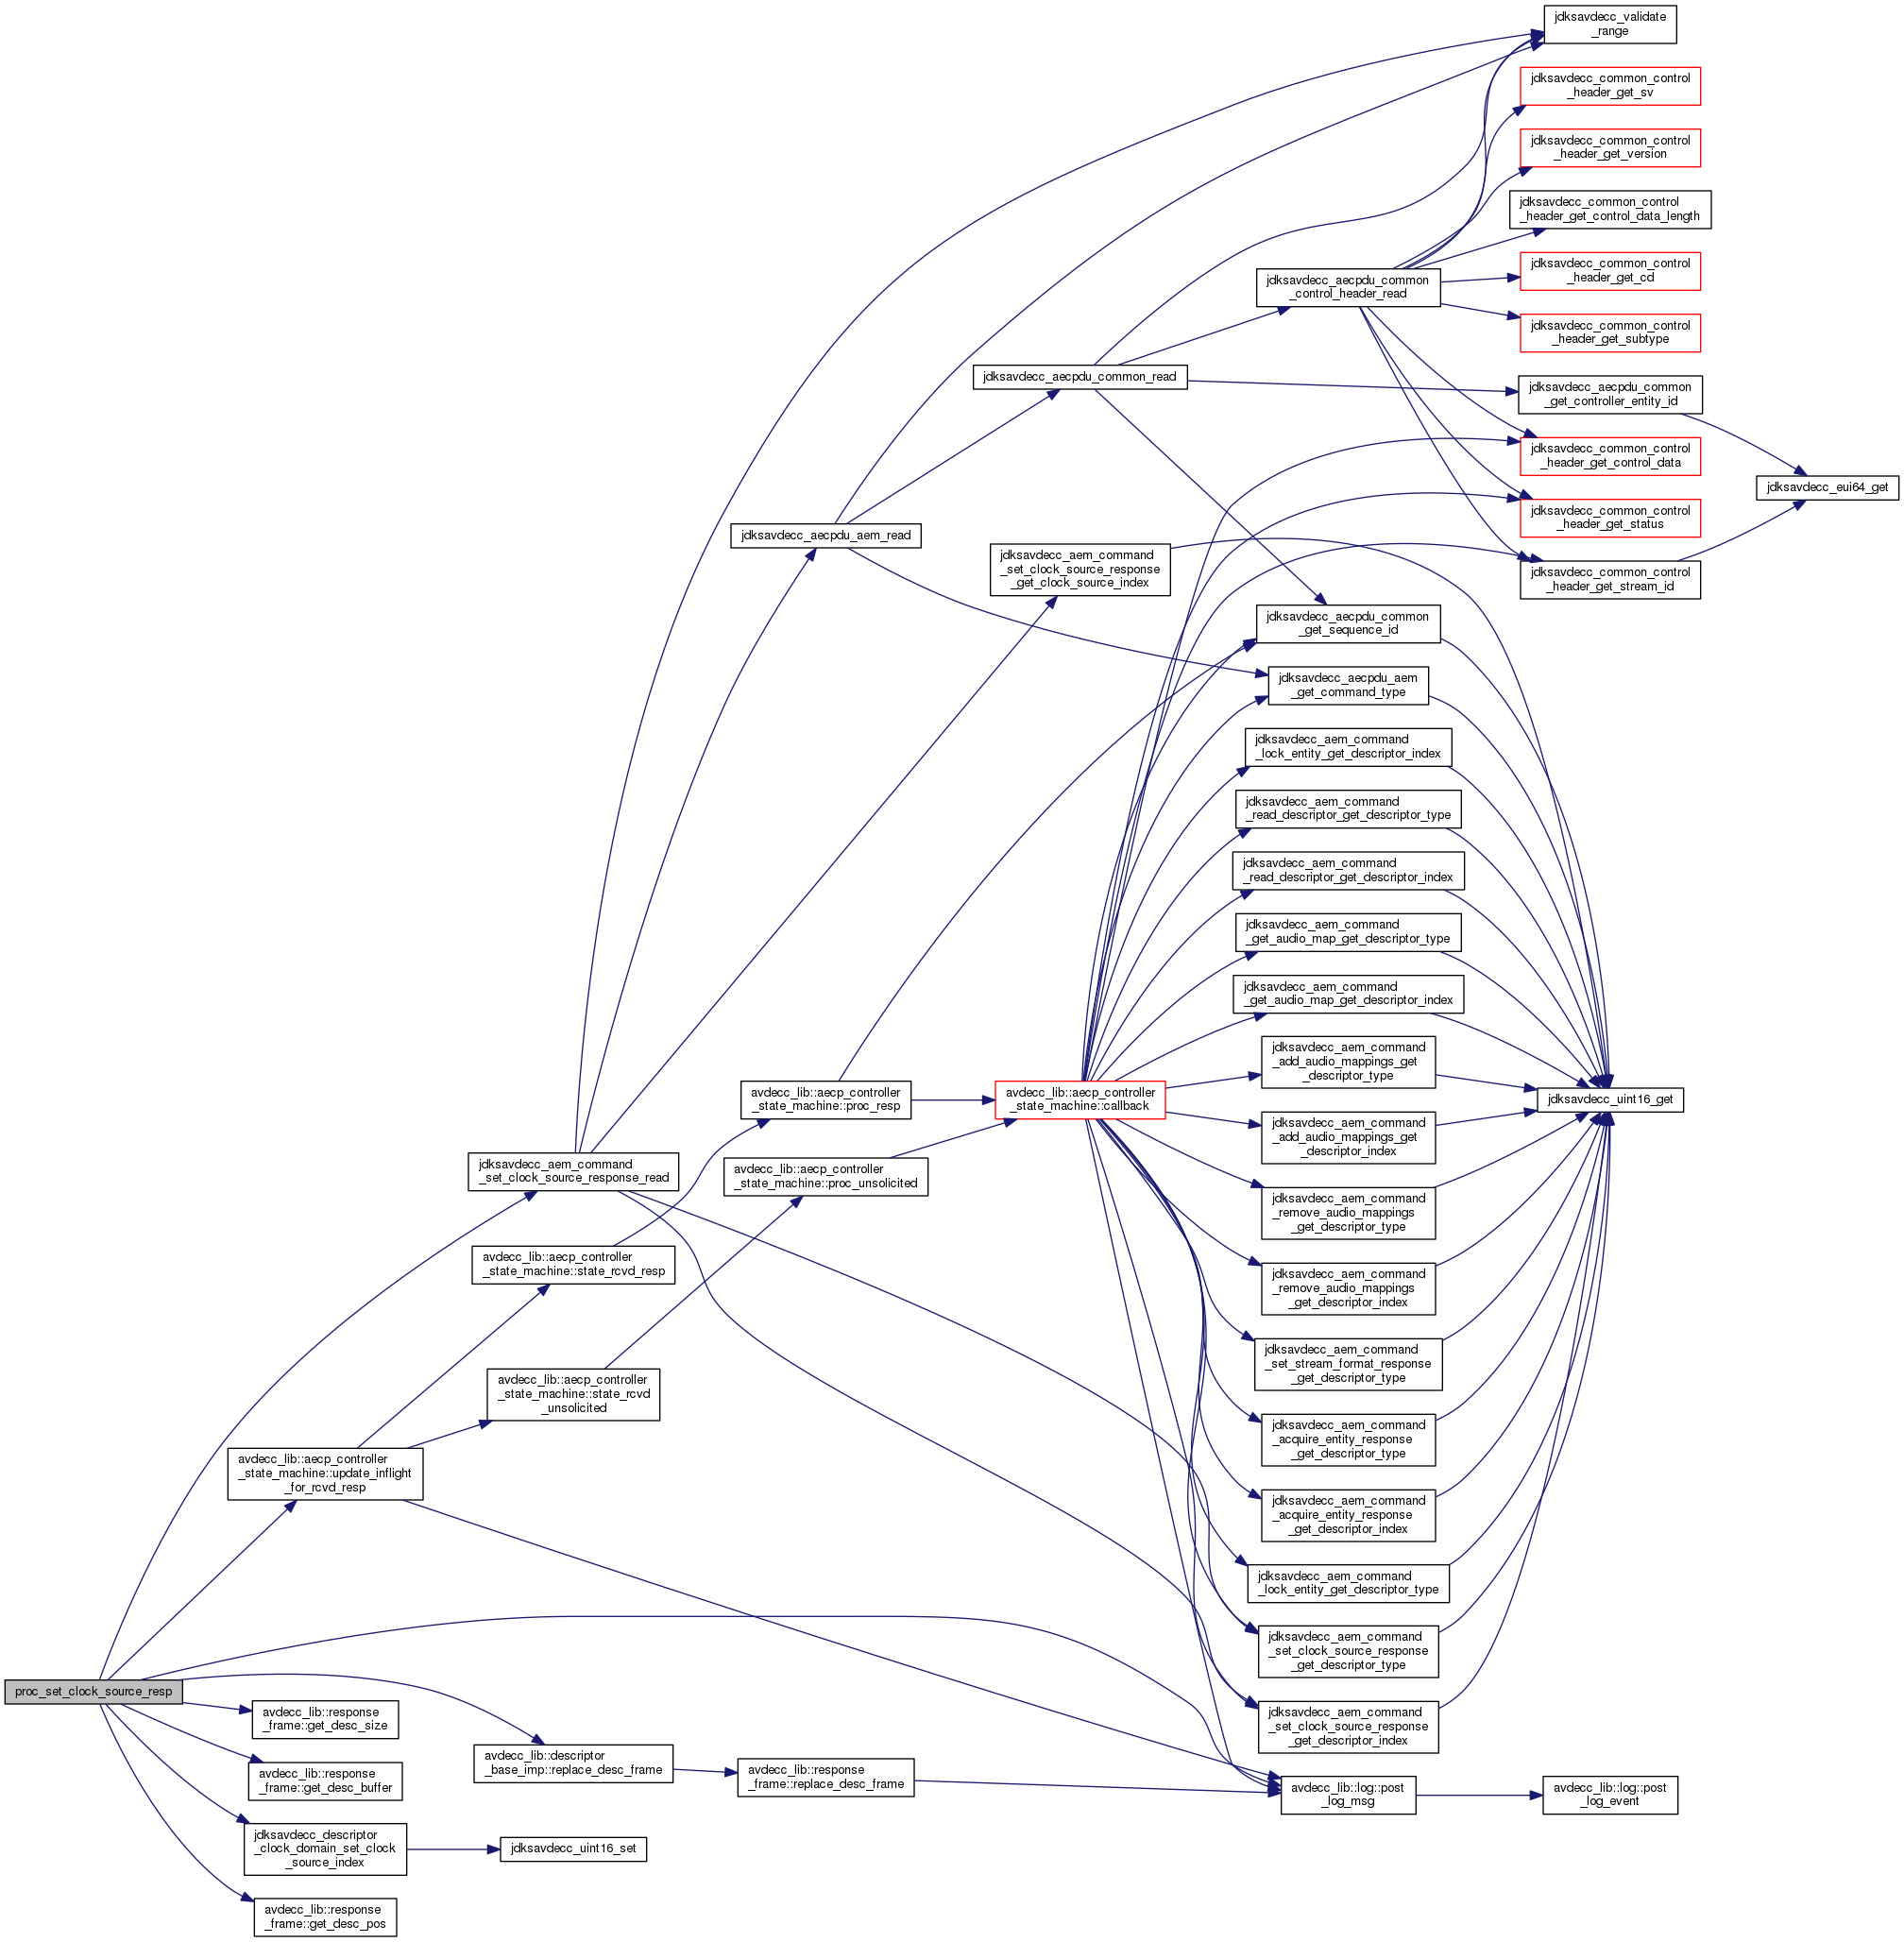 jdksavdecc_validate
_range
jdksavdecc_common_control
_header_get_sv
jdksavdecc_common_control
_header_get_version
jdksavdecc_common_control
_header_get_control_data_length
jdksavdecc_aecpdu_common
_control_header_read
jdksavdecc_common_control
_header_get_cd
jdksavdecc_common_control
_header_get_subtype
jdksavdecc_aecpdu_common_read
jdksavdecc_aecpdu_common
_get_controller_entity_id
jdksavdecc_common_control
_header_get_control_data
jdksavdecc_eui64_get
jdksavdecc_common_control
_header_get_status
jdksavdecc_aecpdu_aem_read
jdksavdecc_aem_command
_set_clock_source_response
_get_clock_source_index
jdksavdecc_common_control
_header_get_stream_id
jdksavdecc_aecpdu_common
_get_sequence_id
jdksavdecc_aecpdu_aem
_get_command_type
jdksavdecc_aem_command
_lock_entity_get_descriptor_index
jdksavdecc_aem_command
_read_descriptor_get_descriptor_type
jdksavdecc_aem_command
_read_descriptor_get_descriptor_index
jdksavdecc_aem_command
_get_audio_map_get_descriptor_type
jdksavdecc_aem_command
_get_audio_map_get_descriptor_index
jdksavdecc_aem_command
_add_audio_mappings_get
_descriptor_type
avdecc_lib::aecp_controller
_state_machine::proc_resp
avdecc_lib::aecp_controller
_state_machine::callback
jdksavdecc_uint16_get
jdksavdecc_aem_command
_add_audio_mappings_get
_descriptor_index
jdksavdecc_aem_command
_set_clock_source_response_read
avdecc_lib::aecp_controller
_state_machine::proc_unsolicited
jdksavdecc_aem_command
_remove_audio_mappings
_get_descriptor_type
avdecc_lib::aecp_controller
_state_machine::state_rcvd_resp
jdksavdecc_aem_command
_remove_audio_mappings
_get_descriptor_index
jdksavdecc_aem_command
_set_stream_format_response
_get_descriptor_type
avdecc_lib::aecp_controller
_state_machine::state_rcvd
_unsolicited
jdksavdecc_aem_command
_acquire_entity_response
_get_descriptor_type
avdecc_lib::aecp_controller
_state_machine::update_inflight
_for_rcvd_resp
jdksavdecc_aem_command
_acquire_entity_response
_get_descriptor_index
jdksavdecc_aem_command
_lock_entity_get_descriptor_type
jdksavdecc_aem_command
_set_clock_source_response
_get_descriptor_type
proc_set_clock_source_resp
avdecc_lib::response
_frame::get_desc_size
jdksavdecc_aem_command
_set_clock_source_response
_get_descriptor_index
avdecc_lib::descriptor
_base_imp::replace_desc_frame
avdecc_lib::response
_frame::get_desc_buffer
avdecc_lib::response
_frame::replace_desc_frame
avdecc_lib::log::post
_log_msg
avdecc_lib::log::post
_log_event
jdksavdecc_descriptor
_clock_domain_set_clock
_source_index
jdksavdecc_uint16_set
avdecc_lib::response
_frame::get_desc_pos